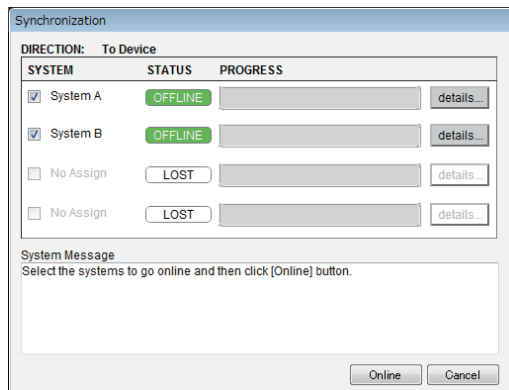 Synchronization
DIRECTION: To Device
SYSTEM STATUS PROGRESS
System A OFFLINE details...
System B OFFLINE details...
No Assign LOST details...
No Assign LOST details...
System Message
Select the systems to go online and then click [Online] button.
Online Cancel